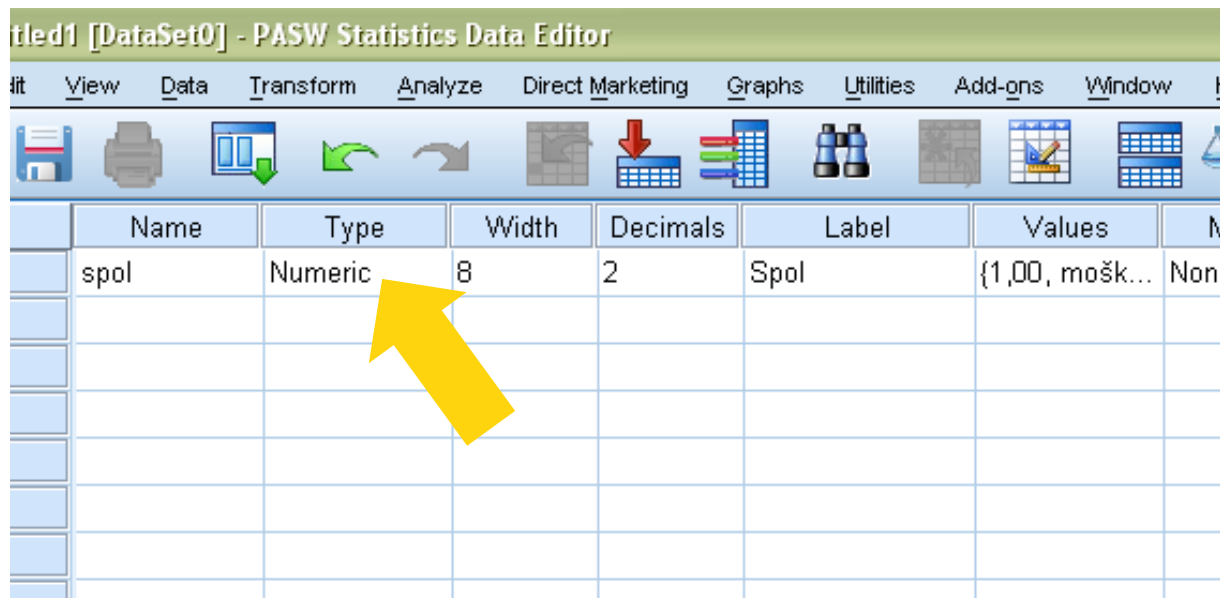 itled1 [DataSet0] - PASW Statistics Data Editor
dit View Data Transform Analyze Direct Marketing Graphs Utilities Add-ons Window
Name Type Width Decimals Label Values
spol Numeric 8 2 Spol {1,00, mošk... Non